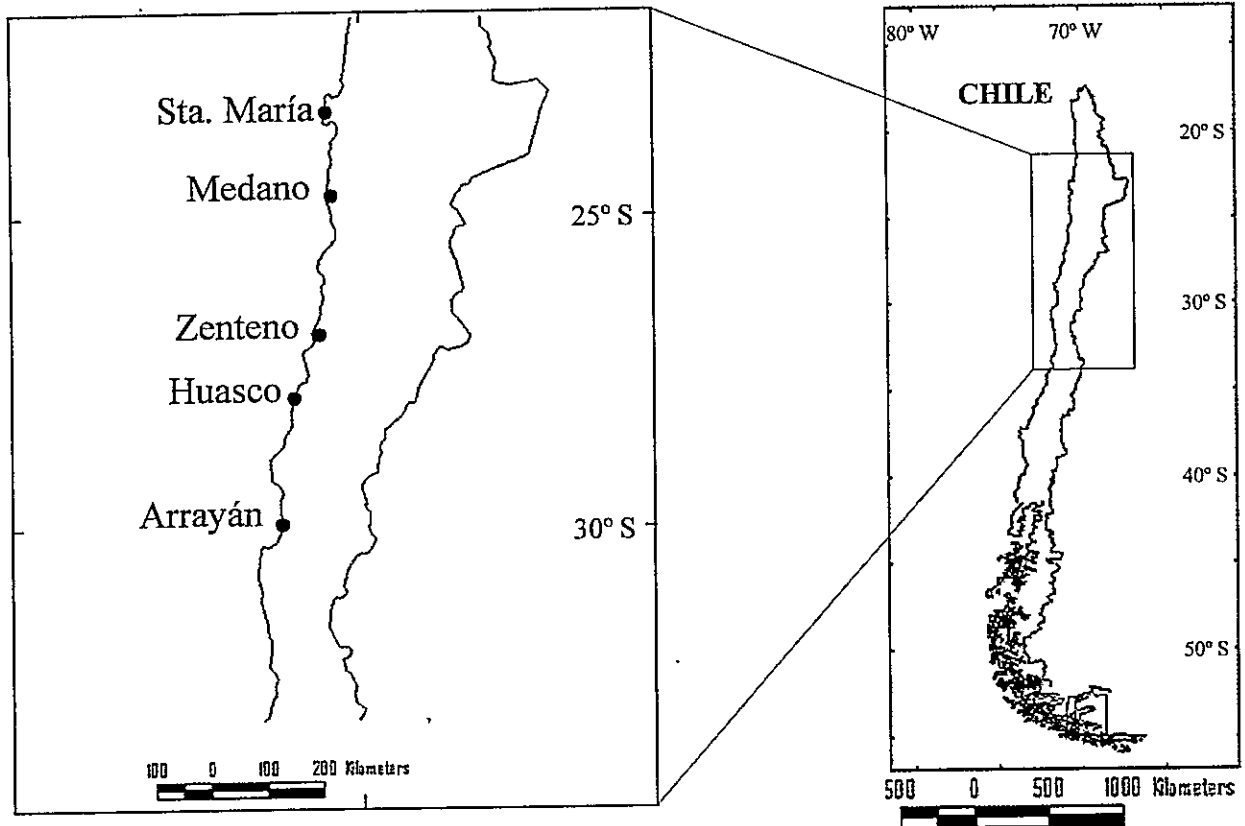 Sta. María
Medano
25° S
Zenteno
Huasco
Arrayán
30° S
100 0 100 200 Kilometers
80° W 70° W
CHILE
20° S
30° S
40° S
50° S
500 0 500 1000 Kilometers